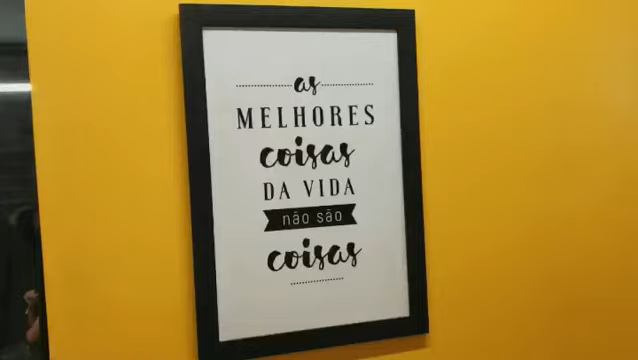 as
MELHORES
coisas
DA VIDA
não são
coisas